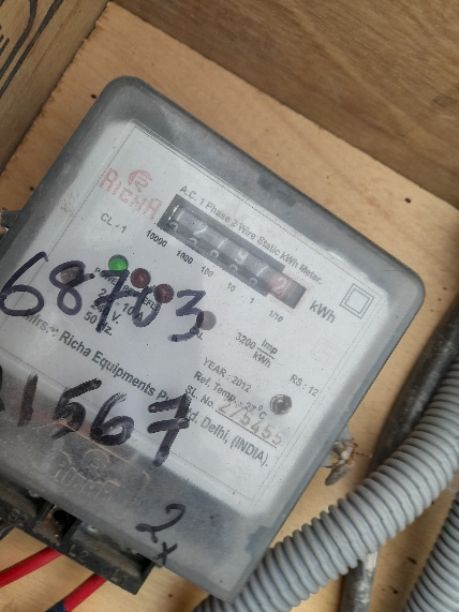 RICHA
A.C. 1 Phase 2 Wire Static kWh Meter.
CL.-1
10000 1000 100 10 1 1/10
kWh
68703
50 HZ.
3200 Imp/kWh
YEAR : 2012
RS : 12
Ref. Temp. : 27°C
SL. No. 275455
Richa Equipments Delhi, (INDIA).
1567
2x